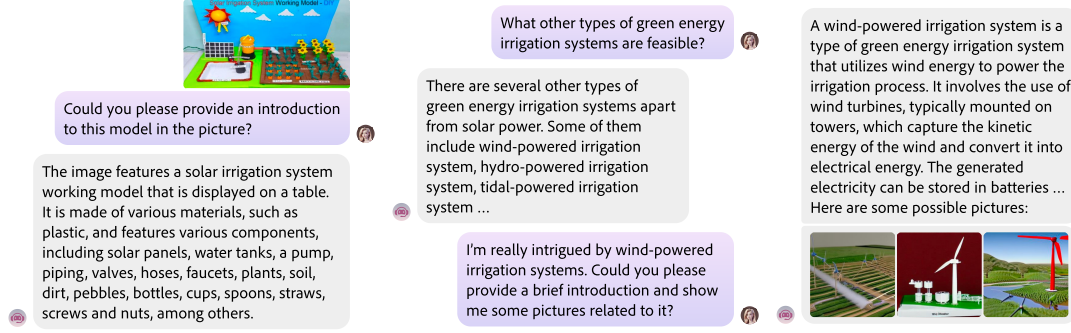 Solar Irrigation System Working Model - DIY
Could you please provide an introduction
to this model in the picture?
The image features a solar irrigation system
working model that is displayed on a table.
It is made of various materials, such as
plastic, and features various components,
including solar panels, water tanks, a pump,
piping, valves, hoses, faucets, plants, soil,
dirt, pebbles, bottles, cups, spoons, straws,
screws and nuts, among others.
What other types of green energy
irrigation systems are feasible?
There are several other types of
green energy irrigation systems apart
from solar power. Some of them
include wind-powered irrigation
system, hydro-powered irrigation
system, tidal-powered irrigation
system ...
I'm really intrigued by wind-powered
irrigation systems. Could you please
provide a brief introduction and show
me some pictures related to it?
A wind-powered irrigation system is a
type of green energy irrigation system
that utilizes wind energy to power the
irrigation process. It involves the use of
wind turbines, typically mounted on
towers, which capture the kinetic
energy of the wind and convert it into
electrical energy. The generated
electricity can be stored in batteries ...
Here are some possible pictures: